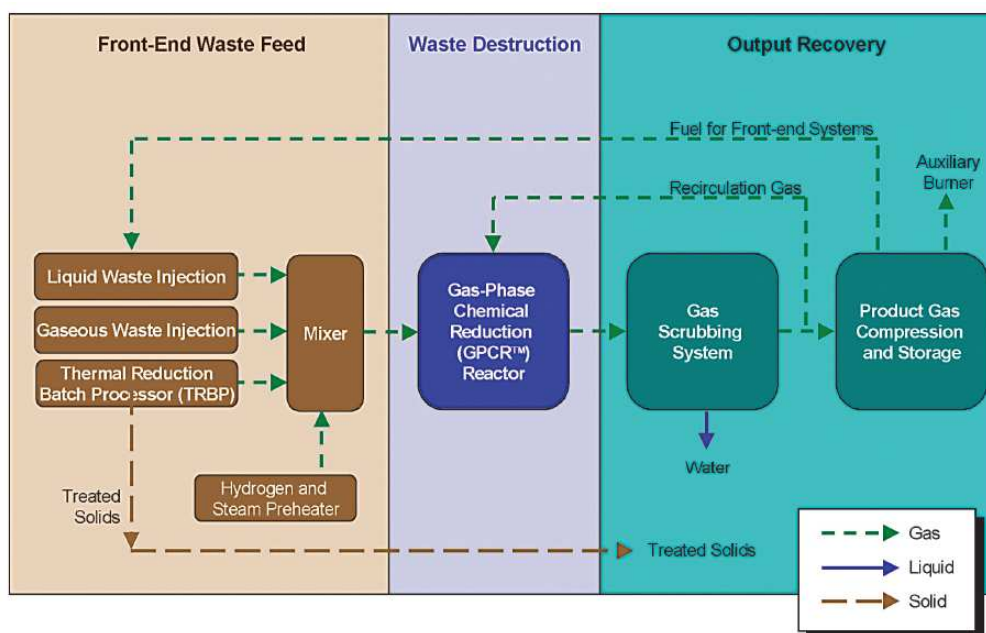 Front-End Waste Feed
Waste Destruction
Output Recovery
Fuel for Front-end Systems
Auxiliary
Burner
Recirculation Gas
Liquid Waste Injection
Gaseous Waste Injection
Thermal Reduction
Batch Processor (TRBP)
Mixer
Gas-Phase
Chemical
Reduction
(GPCR™)
Reactor
Gas
Scrubbing
System
Product Gas
Compression
and Storage
Water
Hydrogen and
Steam Preheater
Treated
Solids
Treated Solids
Gas
Liquid
Solid